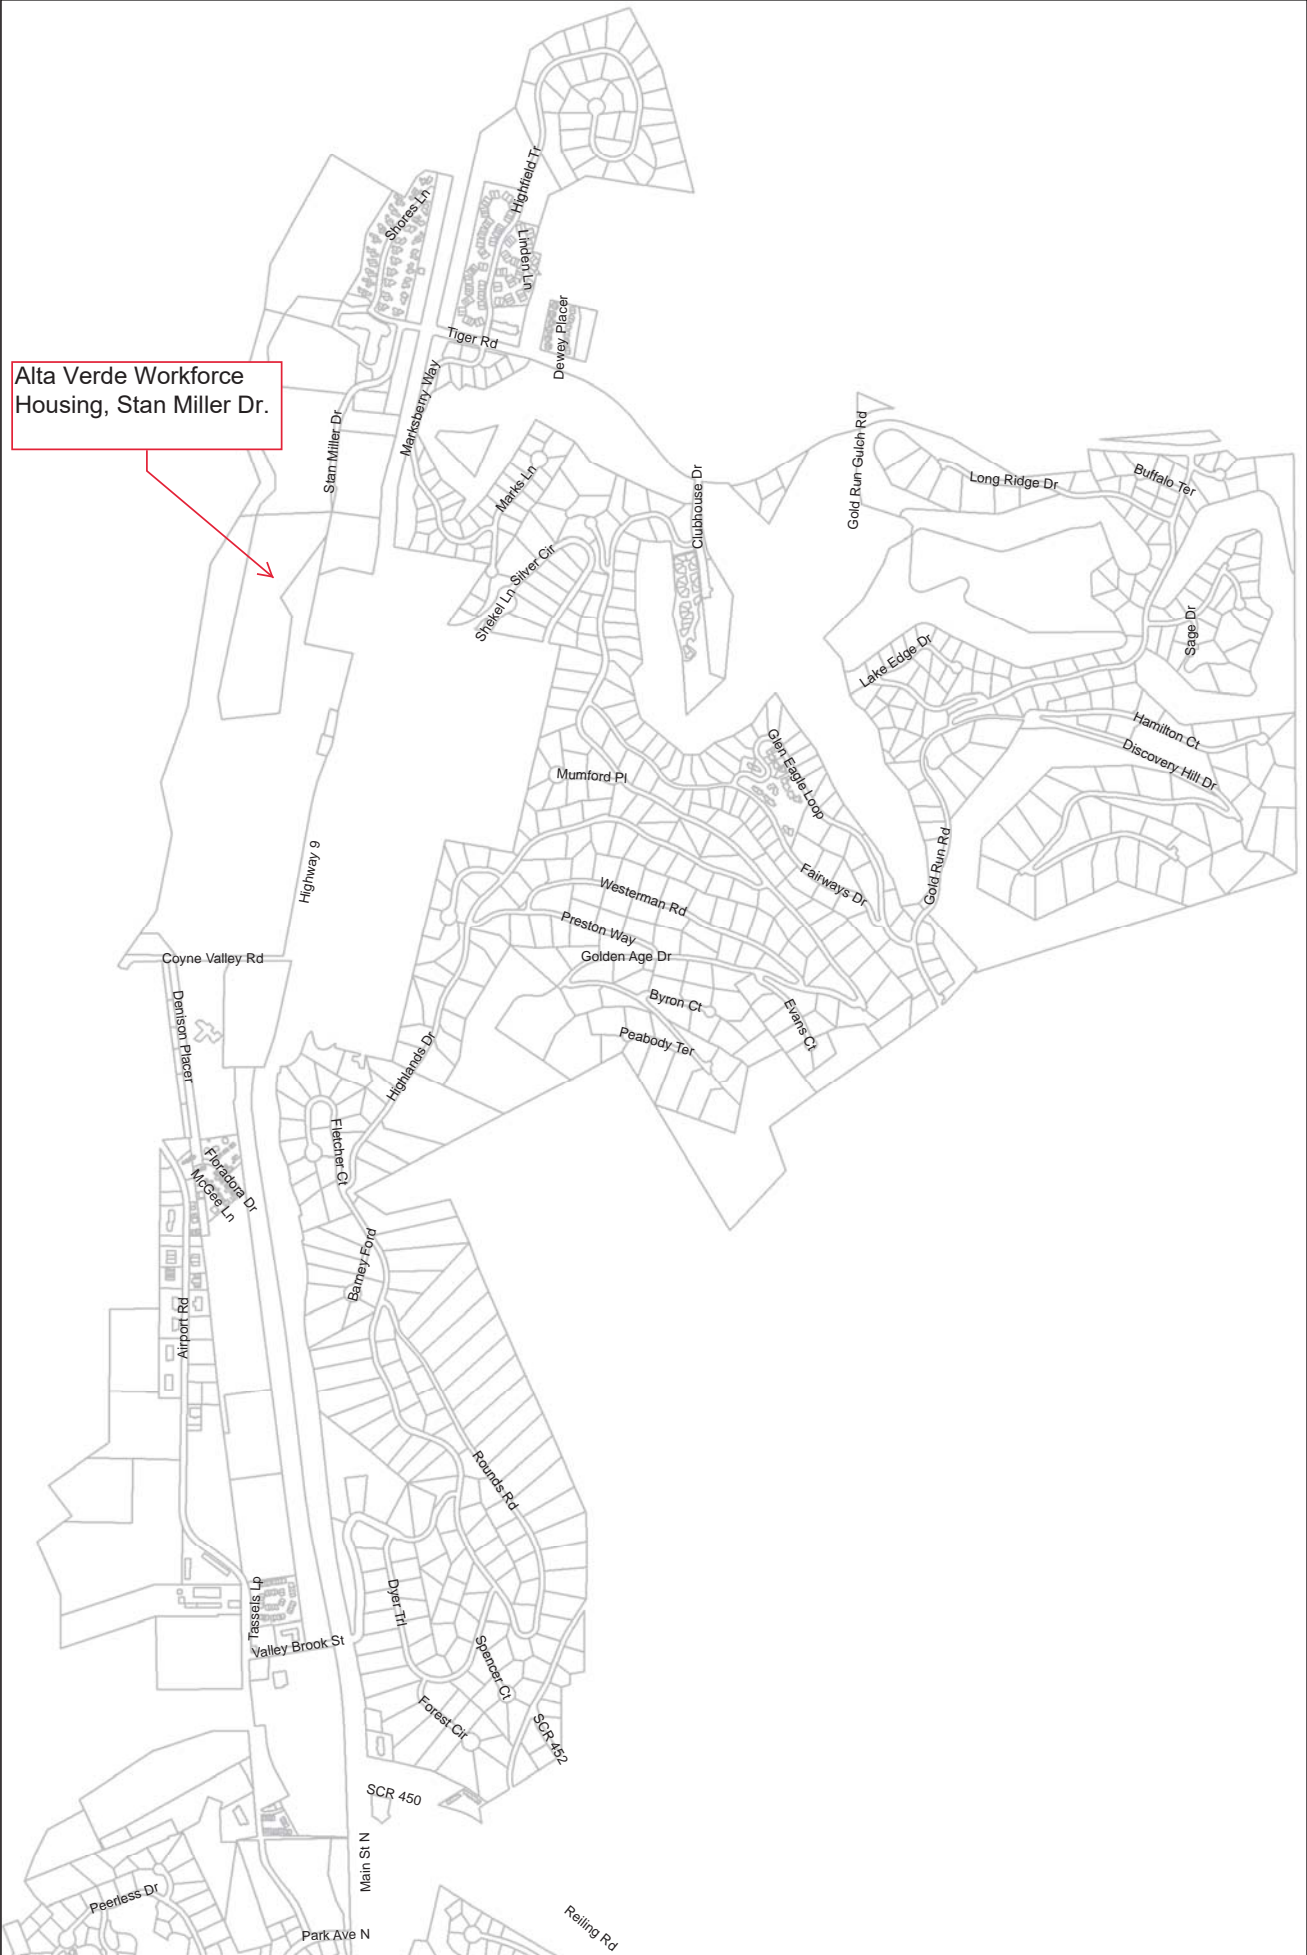 Highfield Tr
Shores Ln
Linden Ln
Dewey Placer
Tiger Rd
Alta Verde Workforce
Housing, Stan Miller Dr.
Marksberry Way
Stan Miller Dr
Gold Run Gulch Rd
Clubhouse Dr
Marks Ln
Long Ridge Dr
Buffalo Ter
Silver Cir
Shekel Ln
Sage Dr
Lake Edge Dr
Hamilton Ct
Discovery Hill Dr
Glen Eagle Loop
Mumford Pl
Highway 9
Gold Run Rd
Fairways Dr
Westerman Rd
Preston Way
Golden Age Dr
Coyne Valley Rd
Byron Ct
Evans Ct
Denison Placer
Peabody Ter
Highlands Dr
Fletcher Ct
Floradora Dr
McGee Ln
Barney Ford
Airport Rd
Rounds Rd
Tassels Lp
Dyer Trl
Valley Brook St
Spencer Ct
Forest Cir
SCR 452
SCR 450
Main St N
Peerless Dr
Reiling Rd
Park Ave N